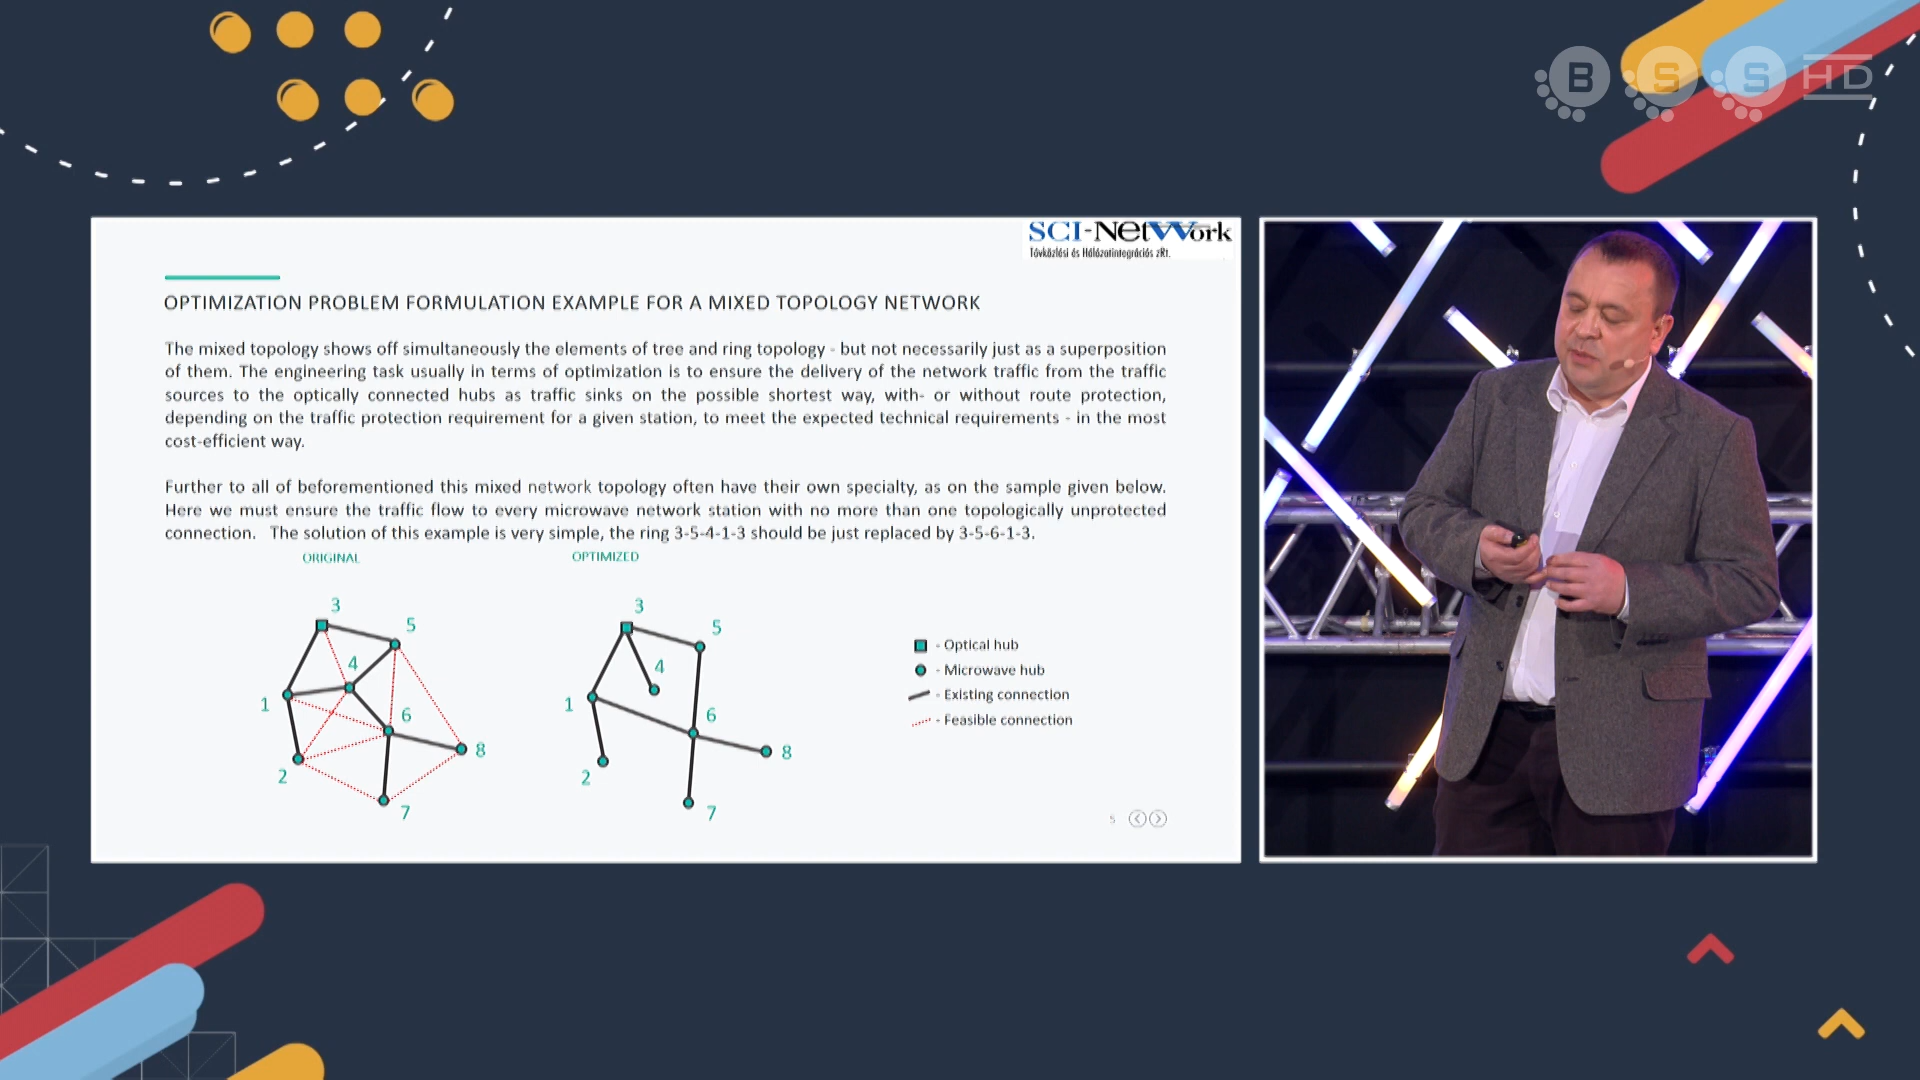 B S S HD
SCI-NetWork
Távközlési és Hálózatintegrációs zRt.
OPTIMIZATION PROBLEM FORMULATION EXAMPLE FOR A MIXED TOPOLOGY NETWORK
The mixed topology shows off simultaneously the elements of tree and ring topology - but not necessarily just as a superposition
of them. The engineering task usually in terms of optimization is to ensure the delivery of the network traffic from the traffic
sources to the optically connected hubs as traffic sinks on the possible shortest way, with- or without route protection,
depending on the traffic protection requirement for a given station, to meet the expected technical requirements - in the most
cost-efficient way.
Further to all of beforementioned this mixed network topology often have their own specialty, as on the sample given below.
Here we must ensure the traffic flow to every microwave network station with no more than one topologically unprotected
connection. The solution of this example is very simple, the ring 3-5-4-1-3 should be just replaced by 3-5-6-1-3.
ORIGINAL
3
5
4
1
6
8
2
7
OPTIMIZED
3
5
4
1
6
8
2
7
- Optical hub
- Microwave hub
- Existing connection
- Feasible connection
5